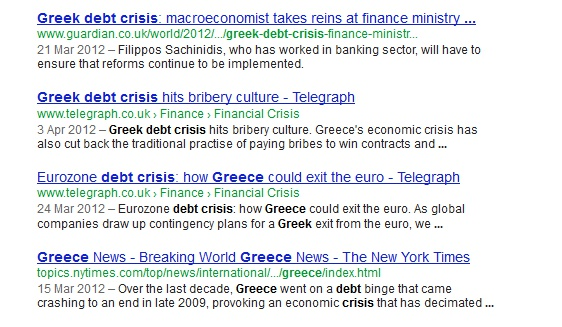 Greek debt crisis: macroeconomist takes reins at finance ministry ...
www.guardian.co.uk/world/2012/.../greek-debt-crisis-finance-ministr...
21 Mar 2012 – Filippos Sachinidis, who has worked in banking sector, will have to
ensure that reforms continue to be implemented.
Greek debt crisis hits bribery culture - Telegraph
www.telegraph.co.uk › Finance › Financial Crisis
3 Apr 2012 – Greek debt crisis hits bribery culture. Greece's economic crisis has
also cut back the traditional practise of paying bribes to win contracts and ...
Eurozone debt crisis: how Greece could exit the euro - Telegraph
www.telegraph.co.uk › Finance › Financial Crisis
24 Mar 2012 – Eurozone debt crisis: how Greece could exit the euro. As global
companies draw up contingency plans for a Greek exit from the euro, we ...
Greece News - Breaking World Greece News - The New York Times
topics.nytimes.com/top/news/international/.../greece/index.html
15 Mar 2012 – Over the last decade, Greece went on a debt binge that came
crashing to an end in late 2009, provoking an economic crisis that has decimated ...